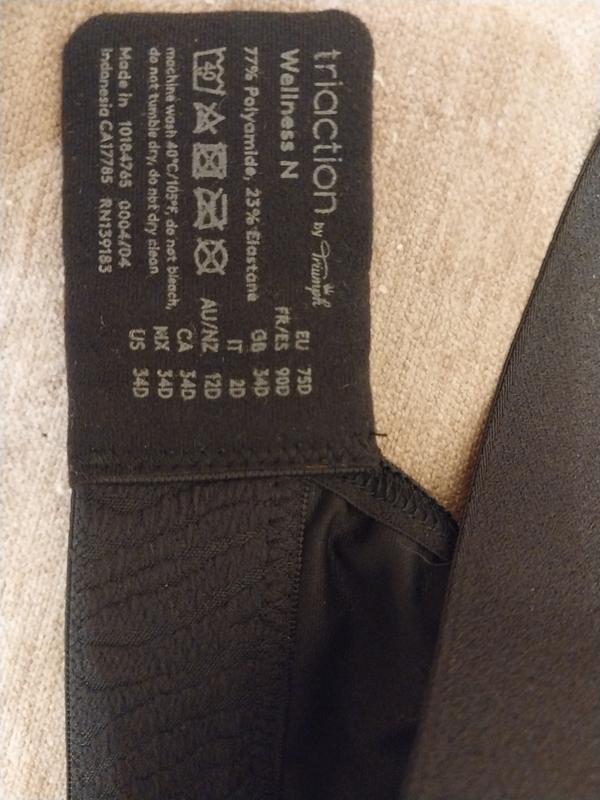 triaction by Triumph
Wellness N
77% Polyamide, 23% Elastane
machine wash 40°C/105°F, do not bleach,
do not tumble dry, do not dry clean
Made in 10184765 0004/04
Indonesia CA17785 RN139183
EU 75D
FR/ES 90D
GB 34D
IT 2D
AU/NZ 12D
CA 34D
MX 34D
US 34D